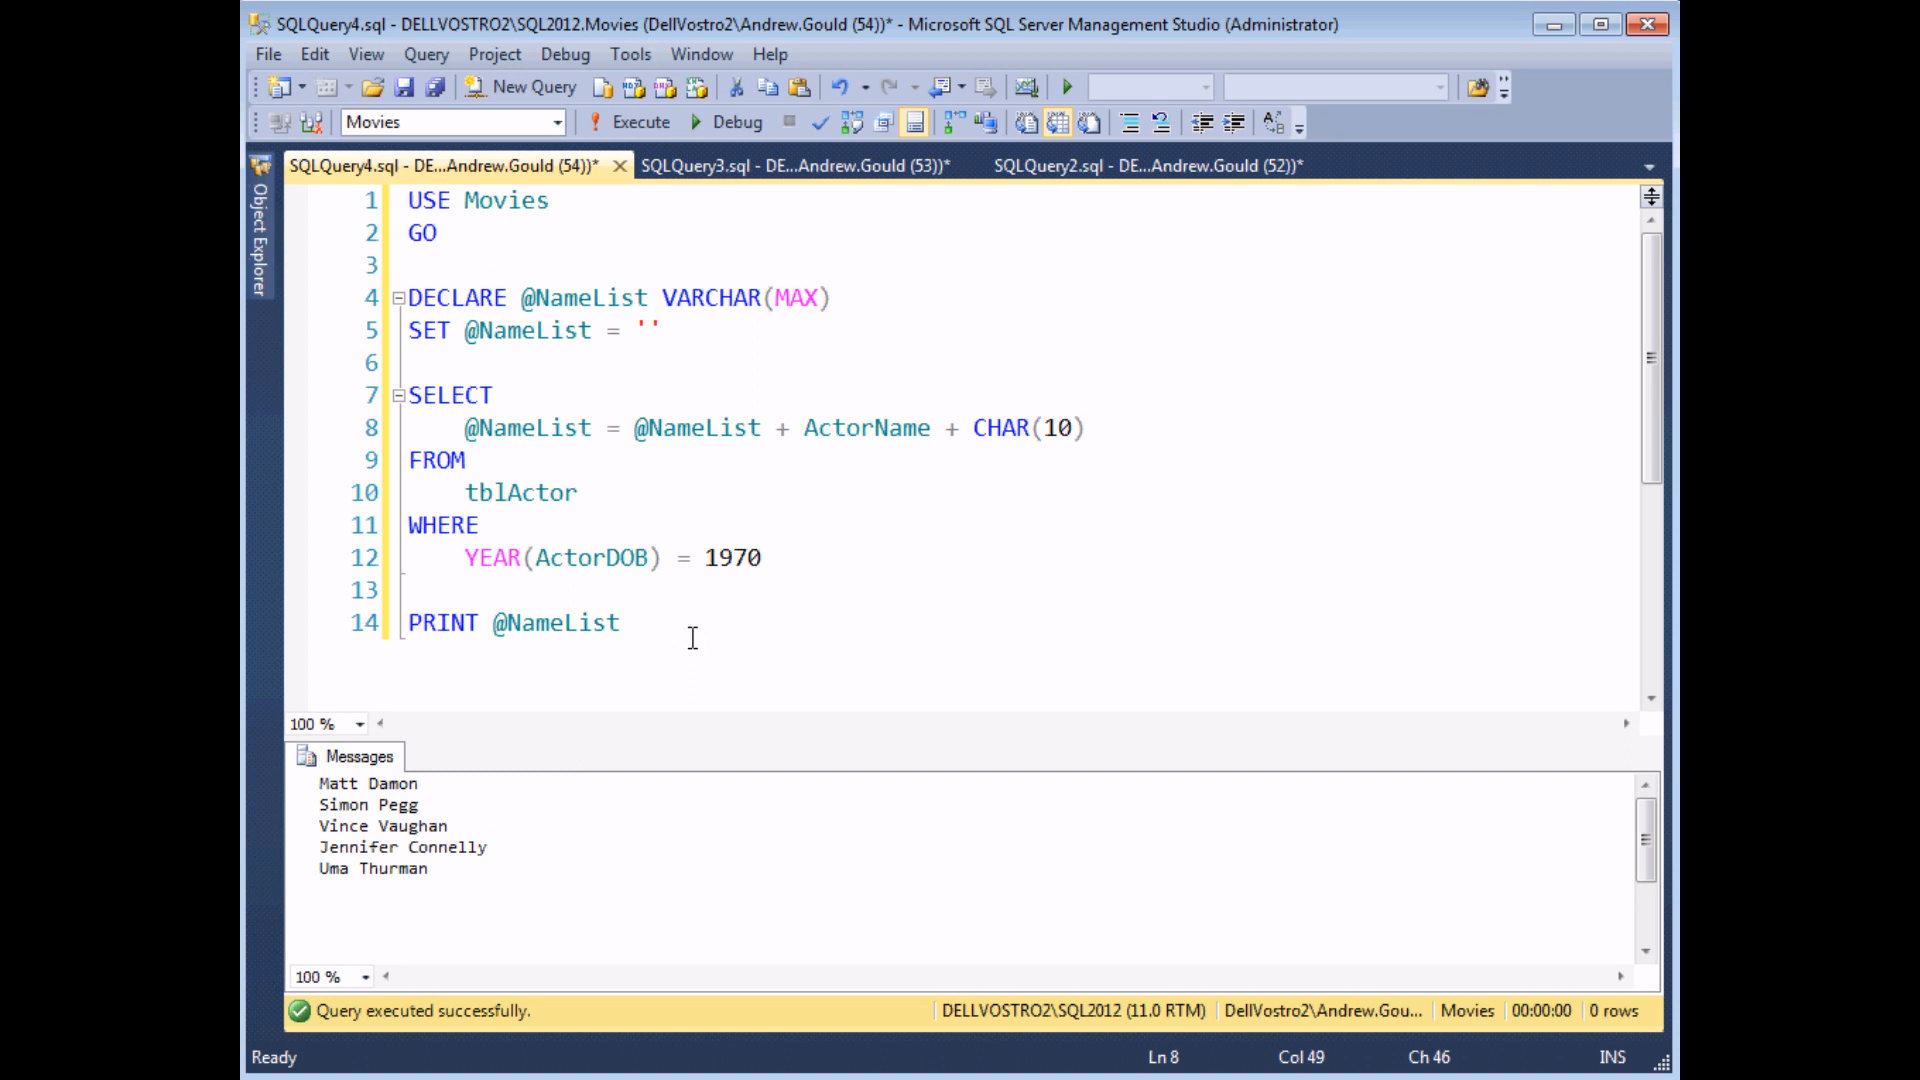 SQLQuery4.sql - DELLVOSTRO2\SQL2012.Movies (DellVostro2\Andrew.Gould (54))* - Microsoft SQL Server Management Studio (Administrator)
File Edit View Query Project Debug Tools Window Help
New Query
Movies Execute Debug
SQLQuery4.sql - DE...Andrew.Gould (54))* SQLQuery3.sql - DE...Andrew.Gould (53))* SQLQuery2.sql - DE...Andrew.Gould (52))*
Object Explorer
1 USE Movies
2 GO
3
4 DECLARE @NameList VARCHAR(MAX)
5 SET @NameList = ''
6
7 SELECT
8 @NameList = @NameList + ActorName + CHAR(10)
9 FROM
10 tblActor
11 WHERE
12 YEAR(ActorDOB) = 1970
13
14 PRINT @NameList
100 %
Messages
Matt Damon
Simon Pegg
Vince Vaughan
Jennifer Connelly
Uma Thurman
100 %
Query executed successfully. DELLVOSTRO2\SQL2012 (11.0 RTM) DellVostro2\Andrew.Gou... Movies 00:00:00 0 rows
Ready Ln 8 Col 49 Ch 46 INS